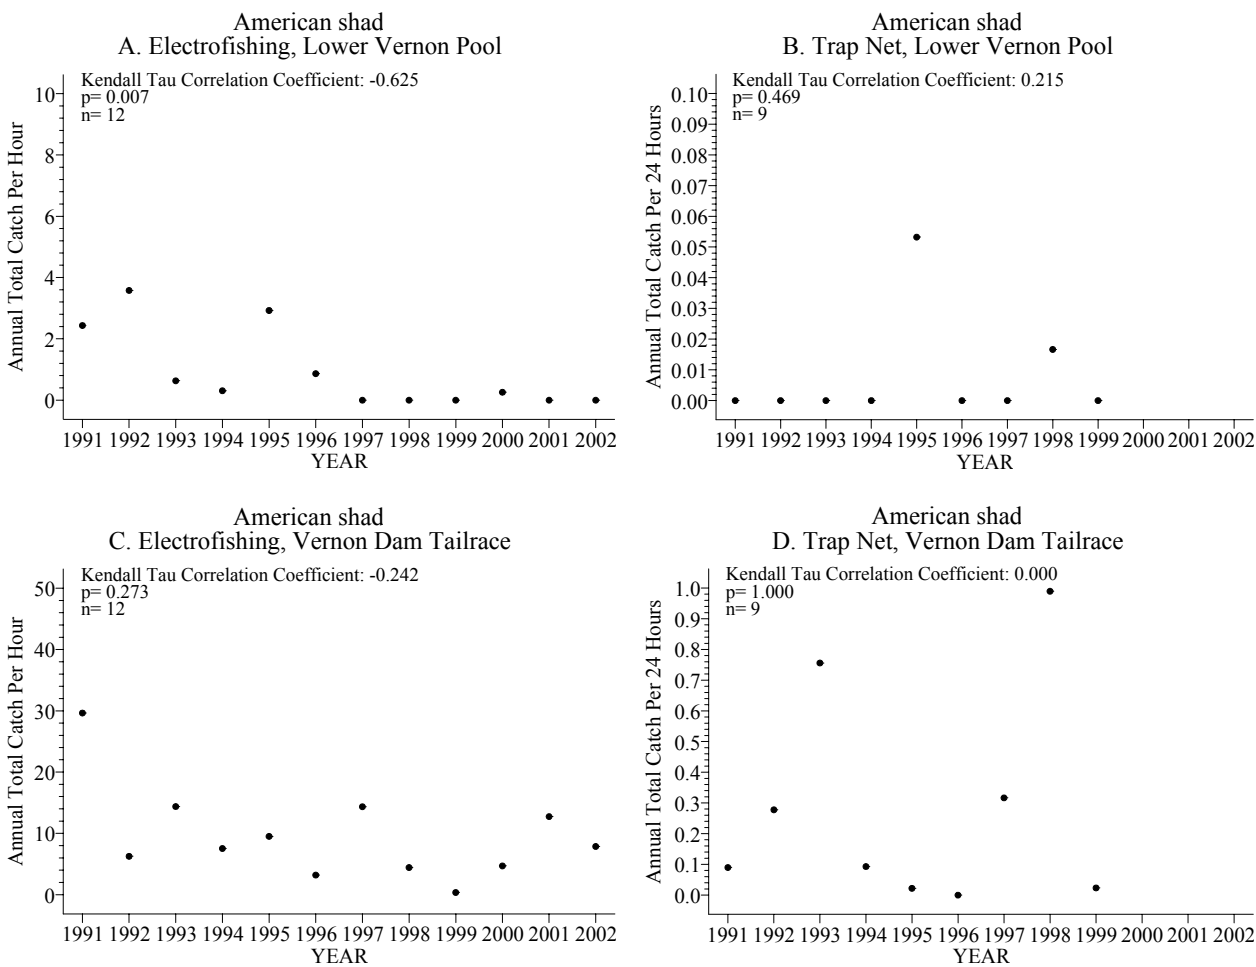 American shad
A. Electrofishing, Lower Vernon Pool
Kendall Tau Correlation Coefficient: -0.625
p= 0.007
n= 12
Annual Total Catch Per Hour
10
8
6
4
2
0
1991 1992 1993 1994 1995 1996 1997 1998 1999 2000 2001 2002
YEAR
American shad
B. Trap Net, Lower Vernon Pool
Kendall Tau Correlation Coefficient: 0.215
p= 0.469
n= 9
Annual Total Catch Per 24 Hours
0.10
0.09
0.08
0.07
0.06
0.05
0.04
0.03
0.02
0.01
0.00
1991 1992 1993 1994 1995 1996 1997 1998 1999 2000 2001 2002
YEAR
American shad
C. Electrofishing, Vernon Dam Tailrace
Kendall Tau Correlation Coefficient: -0.242
p= 0.273
n= 12
Annual Total Catch Per Hour
50
40
30
20
10
0
1991 1992 1993 1994 1995 1996 1997 1998 1999 2000 2001 2002
YEAR
American shad
D. Trap Net, Vernon Dam Tailrace
Kendall Tau Correlation Coefficient: 0.000
p= 1.000
n= 9
Annual Total Catch Per 24 Hours
1.0
0.9
0.8
0.7
0.6
0.5
0.4
0.3
0.2
0.1
0.0
1991 1992 1993 1994 1995 1996 1997 1998 1999 2000 2001 2002
YEAR